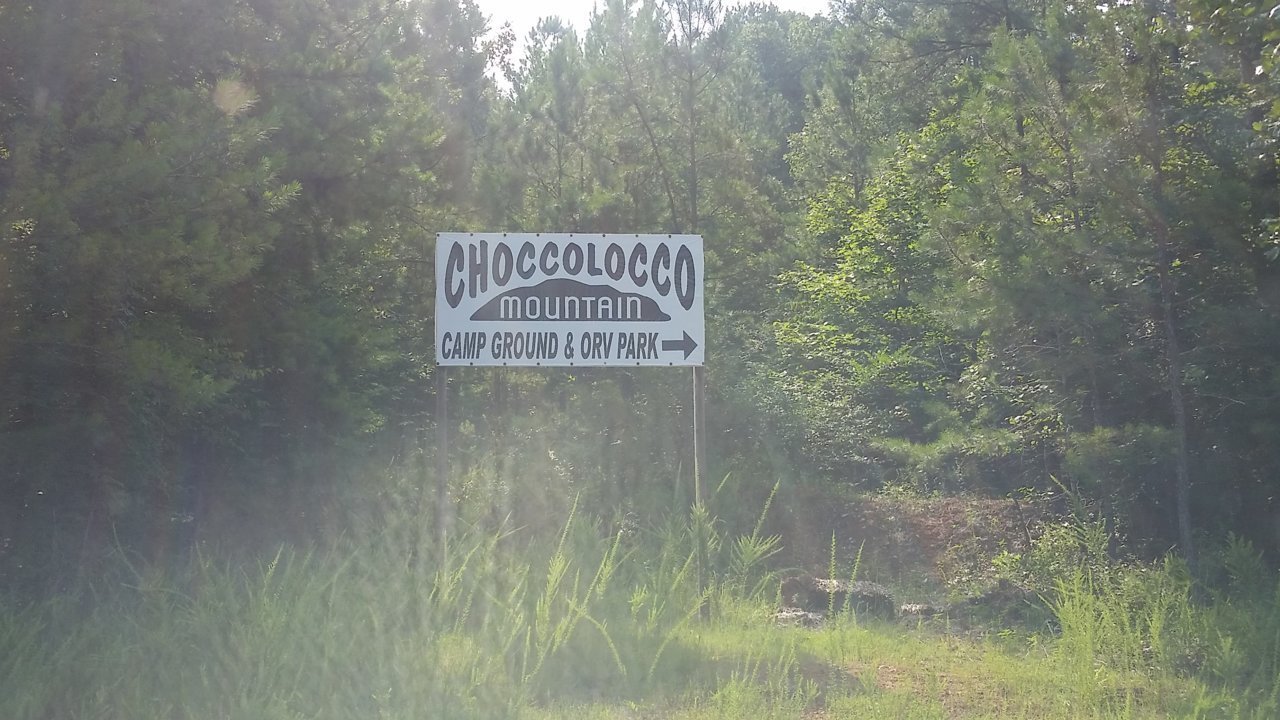 CHOCCOLOCCO
MOUNTAIN
CAMP GROUND & ORV PARK